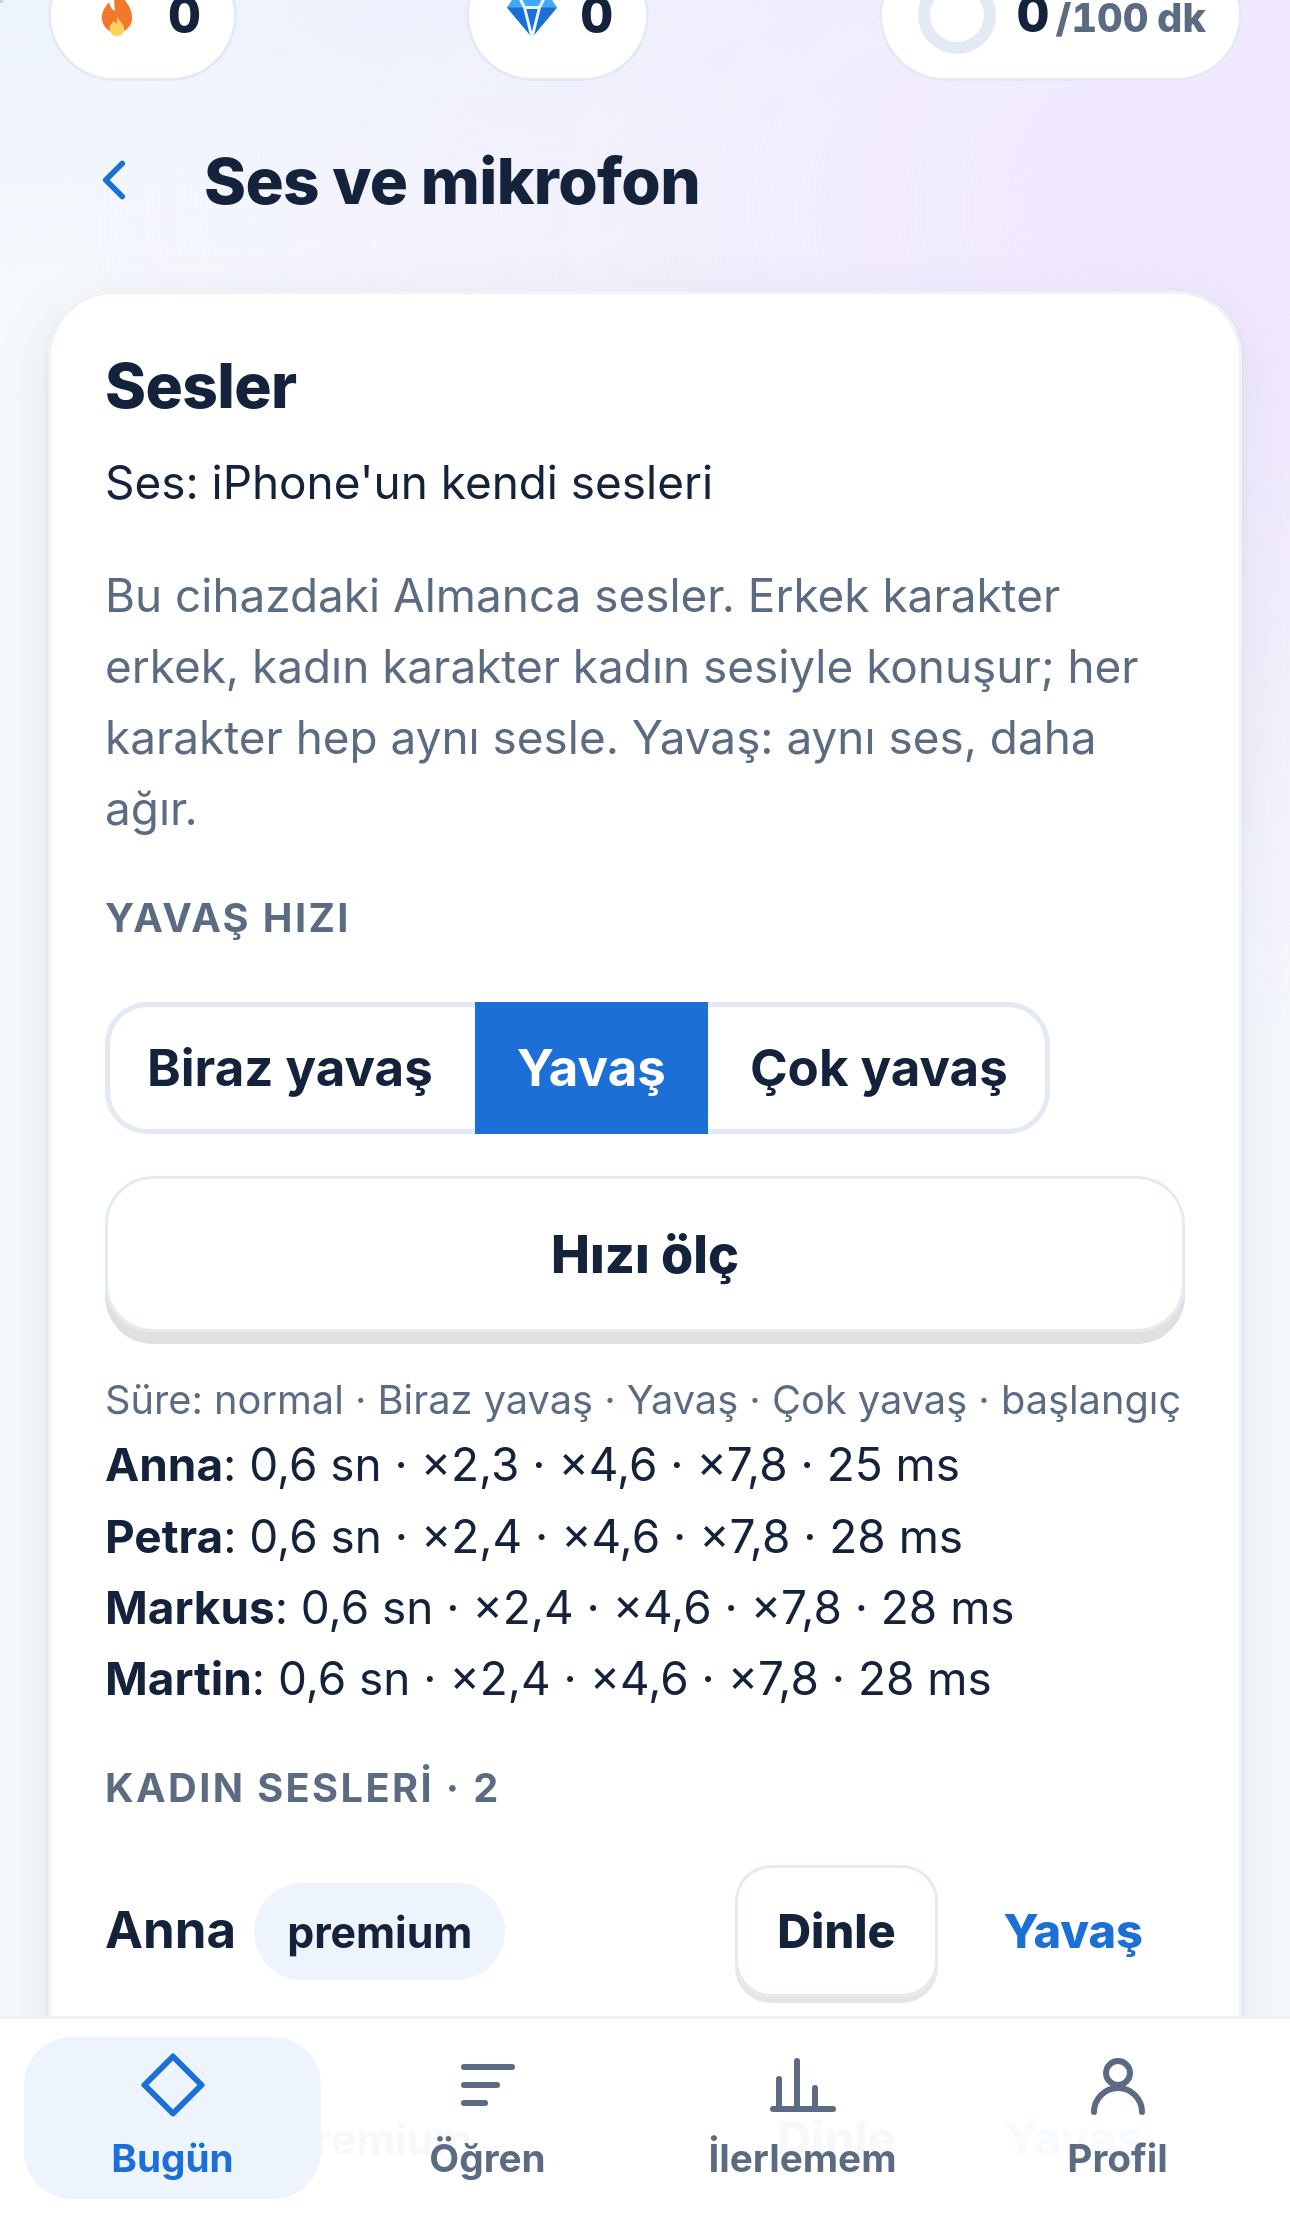 0
0
0/100 dk
Ses ve mikrofon
Sesler
Ses: iPhone'un kendi sesleri
Bu cihazdaki Almanca sesler. Erkek karakter
erkek, kadın karakter kadın sesiyle konuşur; her
karakter hep aynı sesle. Yavaş: aynı ses, daha
ağır.
YAVAŞ HIZI
Biraz yavaş Yavaş Çok yavaş
Hızı ölç
Süre: normal · Biraz yavaş · Yavaş · Çok yavaş · başlangıç
Anna: 0,6 sn · ×2,3 · ×4,6 · ×7,8 · 25 ms
Petra: 0,6 sn · ×2,4 · ×4,6 · ×7,8 · 28 ms
Markus: 0,6 sn · ×2,4 · ×4,6 · ×7,8 · 28 ms
Martin: 0,6 sn · ×2,4 · ×4,6 · ×7,8 · 28 ms
KADIN SESLERİ · 2
Anna premium Dinle Yavaş
Bugün Öğren İlerlemem Profil